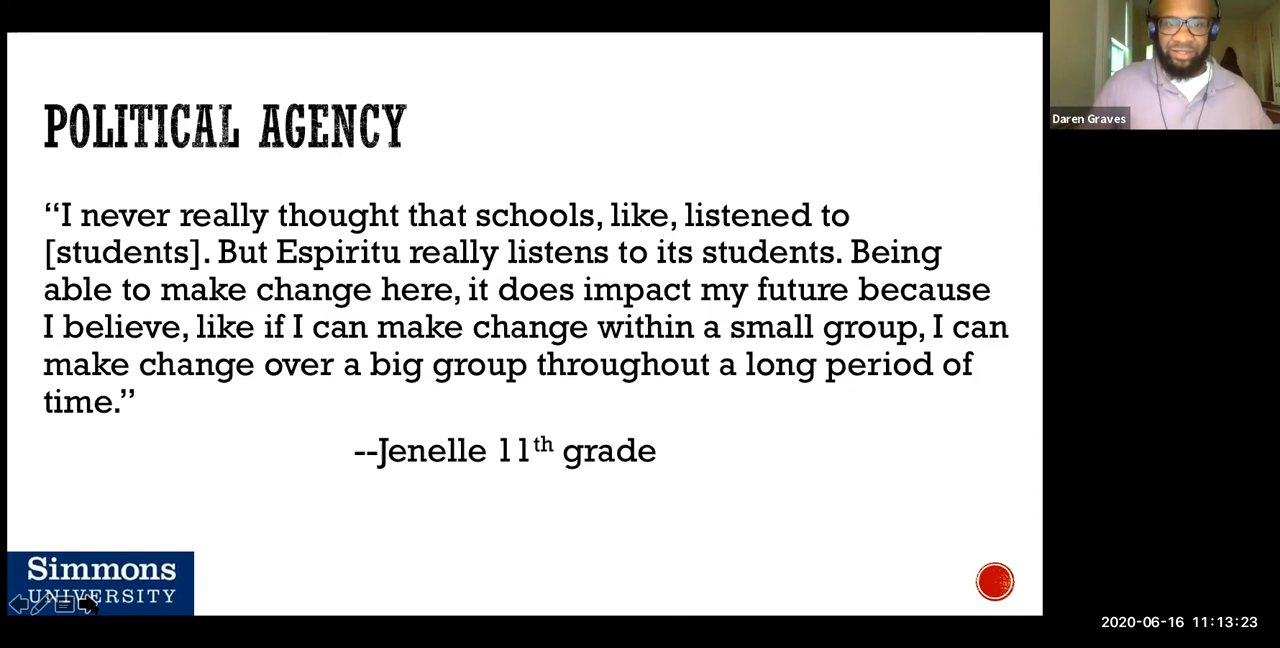 POLITICAL AGENCY
“I never really thought that schools, like, listened to
[students]. But Espiritu really listens to its students. Being
able to make change here, it does impact my future because
I believe, like if I can make change within a small group, I can
make change over a big group throughout a long period of
time.”
--Jenelle 11th grade
Simmons
UNIVERSITY
Daren Graves
2020-06-16 11:13:23